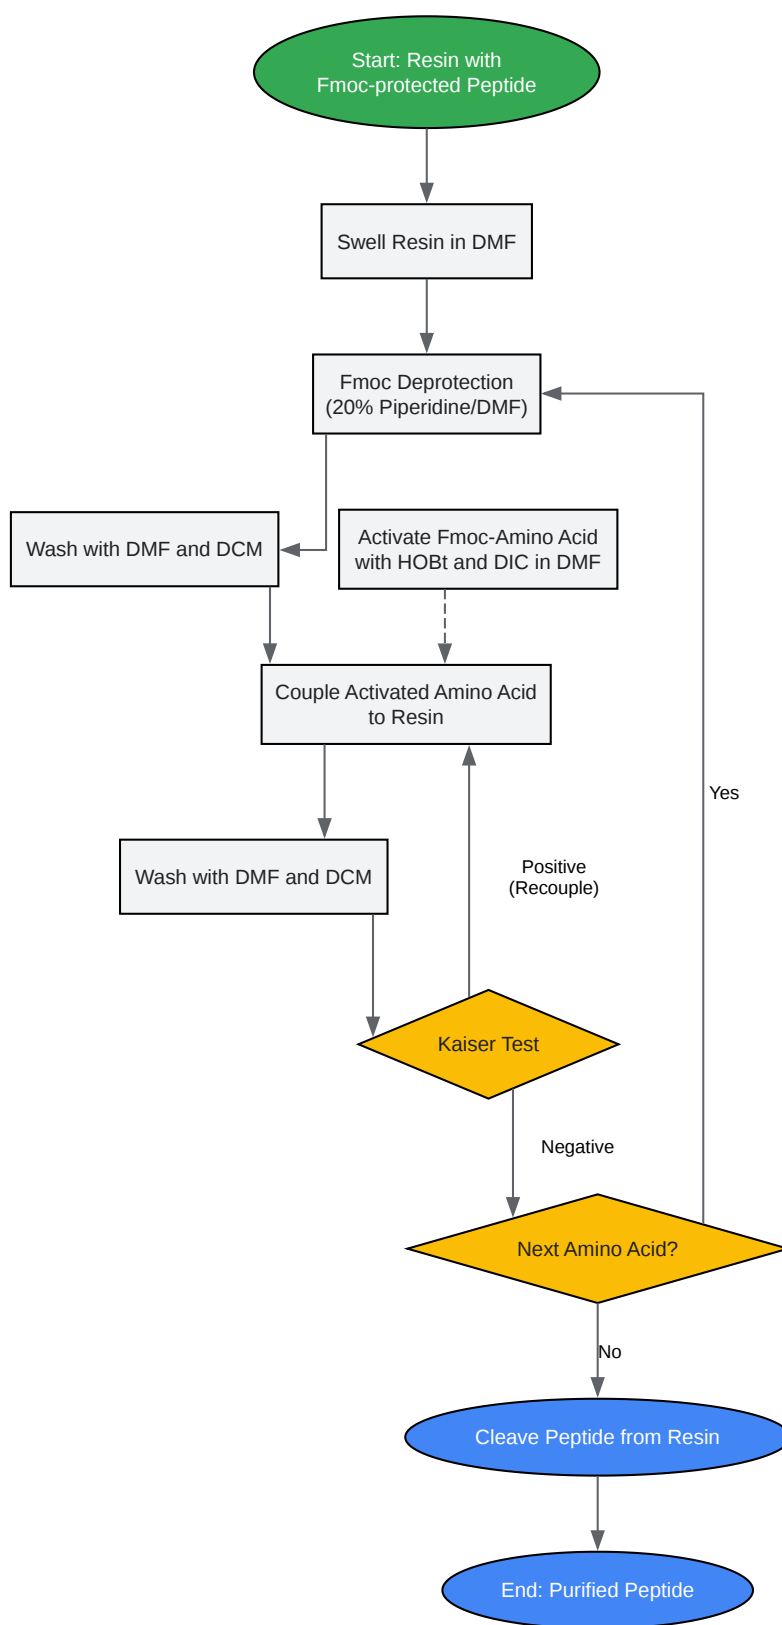 Start: Resin with
Fmoc-protected Peptide
Swell Resin in DMF
Fmoc Deprotection
(20% Piperidine/DMF)
Wash with DMF and DCM
Activate Fmoc-Amino Acid
with HOBt and DIC in DMF
Couple Activated Amino Acid
to Resin
Yes
Wash with DMF and DCM
Positive
(Recouple)
Kaiser Test
Negative
Next Amino Acid?
No
Cleave Peptide from Resin
End: Purified Peptide